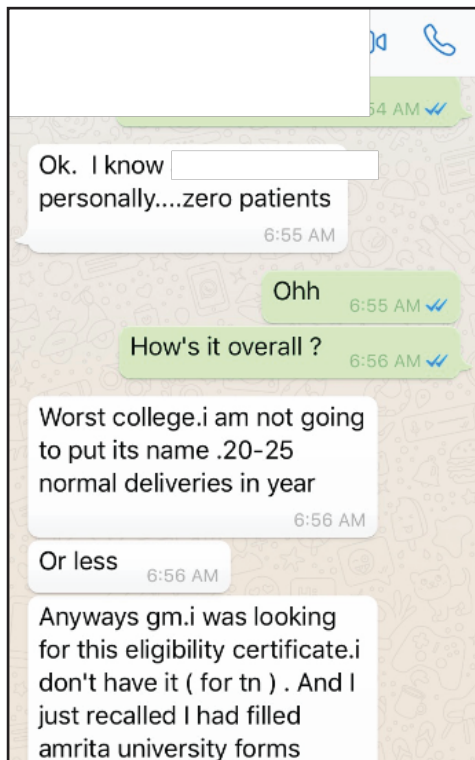 54 AM
Ok.  I know
personally....zero patients
6:55 AM
Ohh
6:55 AM
How's it overall ?
6:56 AM
Worst college.i am not going
to put its name .20-25
normal deliveries in year
6:56 AM
Or less
6:56 AM
Anyways gm.i was looking
for this eligibility certificate.i
don't have it ( for tn ) . And I
just recalled I had filled
amrita university forms